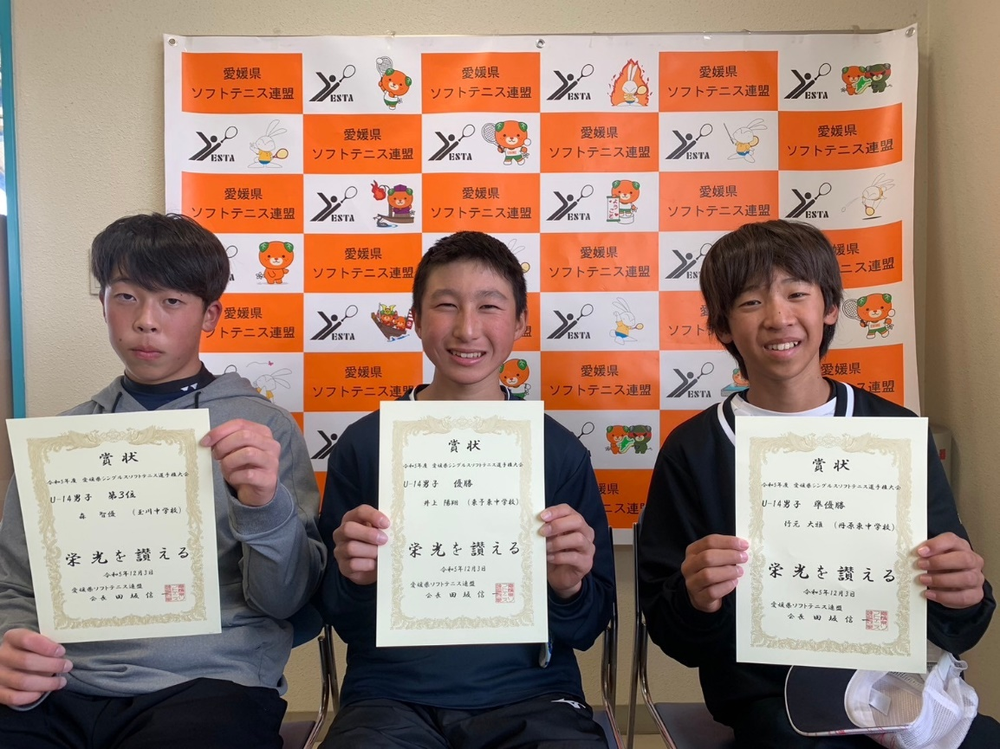 愛媛県
ソフトテニス連盟
ESTA
愛媛県
ソフトテニス連盟
ESTA
愛媛県
ソフトテニス連盟
ESTA
ESTA
愛媛県
ソフトテニス連盟
ESTA
愛媛県
ソフトテニス連盟
ESTA
愛媛県
ソフトテニス連盟
愛媛県
ソフトテニス連盟
ESTA
愛媛県
ソフトテニス連盟
ESTA
ようこそ
愛媛県
ソフトテニス連盟
ESTA
愛媛県
ソフトテニス連盟
愛媛県
ソフトテニス連盟
愛媛県
ソフトテニス連盟
ESTA
愛媛県
ソフトテニス連盟
ESTA
愛媛県
ソフトテニス連盟
愛媛県
ソフトテニス連盟
ESTA
賞状
令和5年度 愛媛県シングルスソフトテニス選手権大会
U-14男子 第3位
森 智優 (玉川中学校)
栄光を讃える
令和5年12月3日
愛媛県ソフトテニス連盟
会長 田坂信一
賞状
令和5年度 愛媛県シングルスソフトテニス選手権大会
U-14男子 優勝
井上 陽翔 (東予東中学校)
栄光を讃える
令和5年12月3日
愛媛県ソフトテニス連盟
会長 田坂信一
賞状
令和5年度 愛媛県シングルスソフトテニス選手権大会
U-14男子 準優勝
行元 大雅 (丹原東中学校)
栄光を讃える
令和5年12月3日
愛媛県ソフトテニス連盟
会長 田坂信一